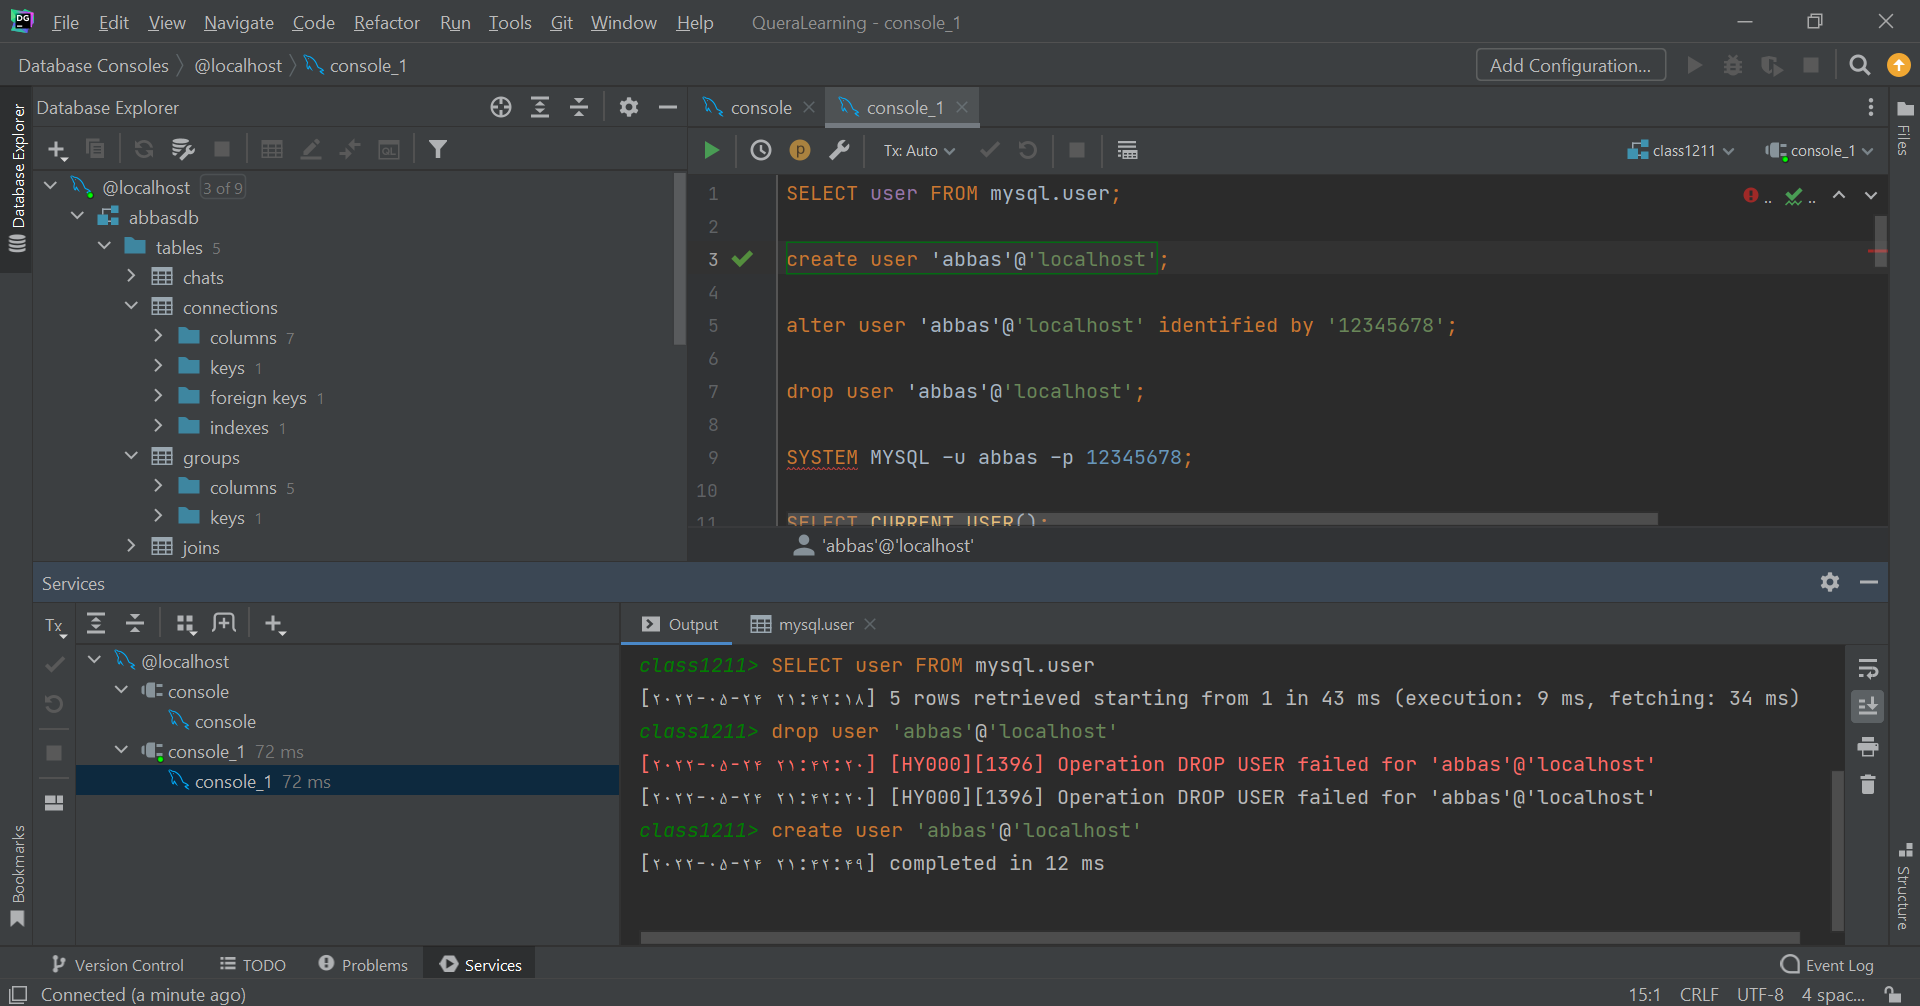 DG File Edit View Navigate Code Refactor Run Tools Git Window Help QueraLearning - console_1
Database Consoles @localhost console_1 Add Configuration...
Database Explorer
Database Explorer
console console_1
Files
Tx: Auto class1211 console_1
@localhost 3 of 9
abbasdb
tables 5
chats
connections
columns 7
keys 1
foreign keys 1
indexes 1
groups
columns 5
keys 1
joins
1 SELECT user FROM mysql.user;
2
3 create user 'abbas'@'localhost';
4
5 alter user 'abbas'@'localhost' identified by '12345678';
6
7 drop user 'abbas'@'localhost';
8
9 SYSTEM MYSQL -u abbas -p 12345678;
10
11 SELECT CURRENT_USER();
'abbas'@'localhost'
Services
Tx
@localhost
console
console
console_1 72 ms
console_1 72 ms
Output mysql.user
class1211> SELECT user FROM mysql.user
[۲۰۲۲-۰۵-۲۴ ۲۱:۴۲:۱۸] 5 rows retrieved starting from 1 in 43 ms (execution: 9 ms, fetching: 34 ms)
class1211> drop user 'abbas'@'localhost'
[۲۰۲۲-۰۵-۲۴ ۲۱:۴۲:۲۰] [HY000][1396] Operation DROP USER failed for 'abbas'@'localhost'
[۲۰۲۲-۰۵-۲۴ ۲۱:۴۲:۲۰] [HY000][1396] Operation DROP USER failed for 'abbas'@'localhost'
class1211> create user 'abbas'@'localhost'
[۲۰۲۲-۰۵-۲۴ ۲۱:۴۲:۴۹] completed in 12 ms
Bookmarks
Structure
Version Control TODO Problems Services Event Log
Connected (a minute ago) 15:1 CRLF UTF-8 4 spac...